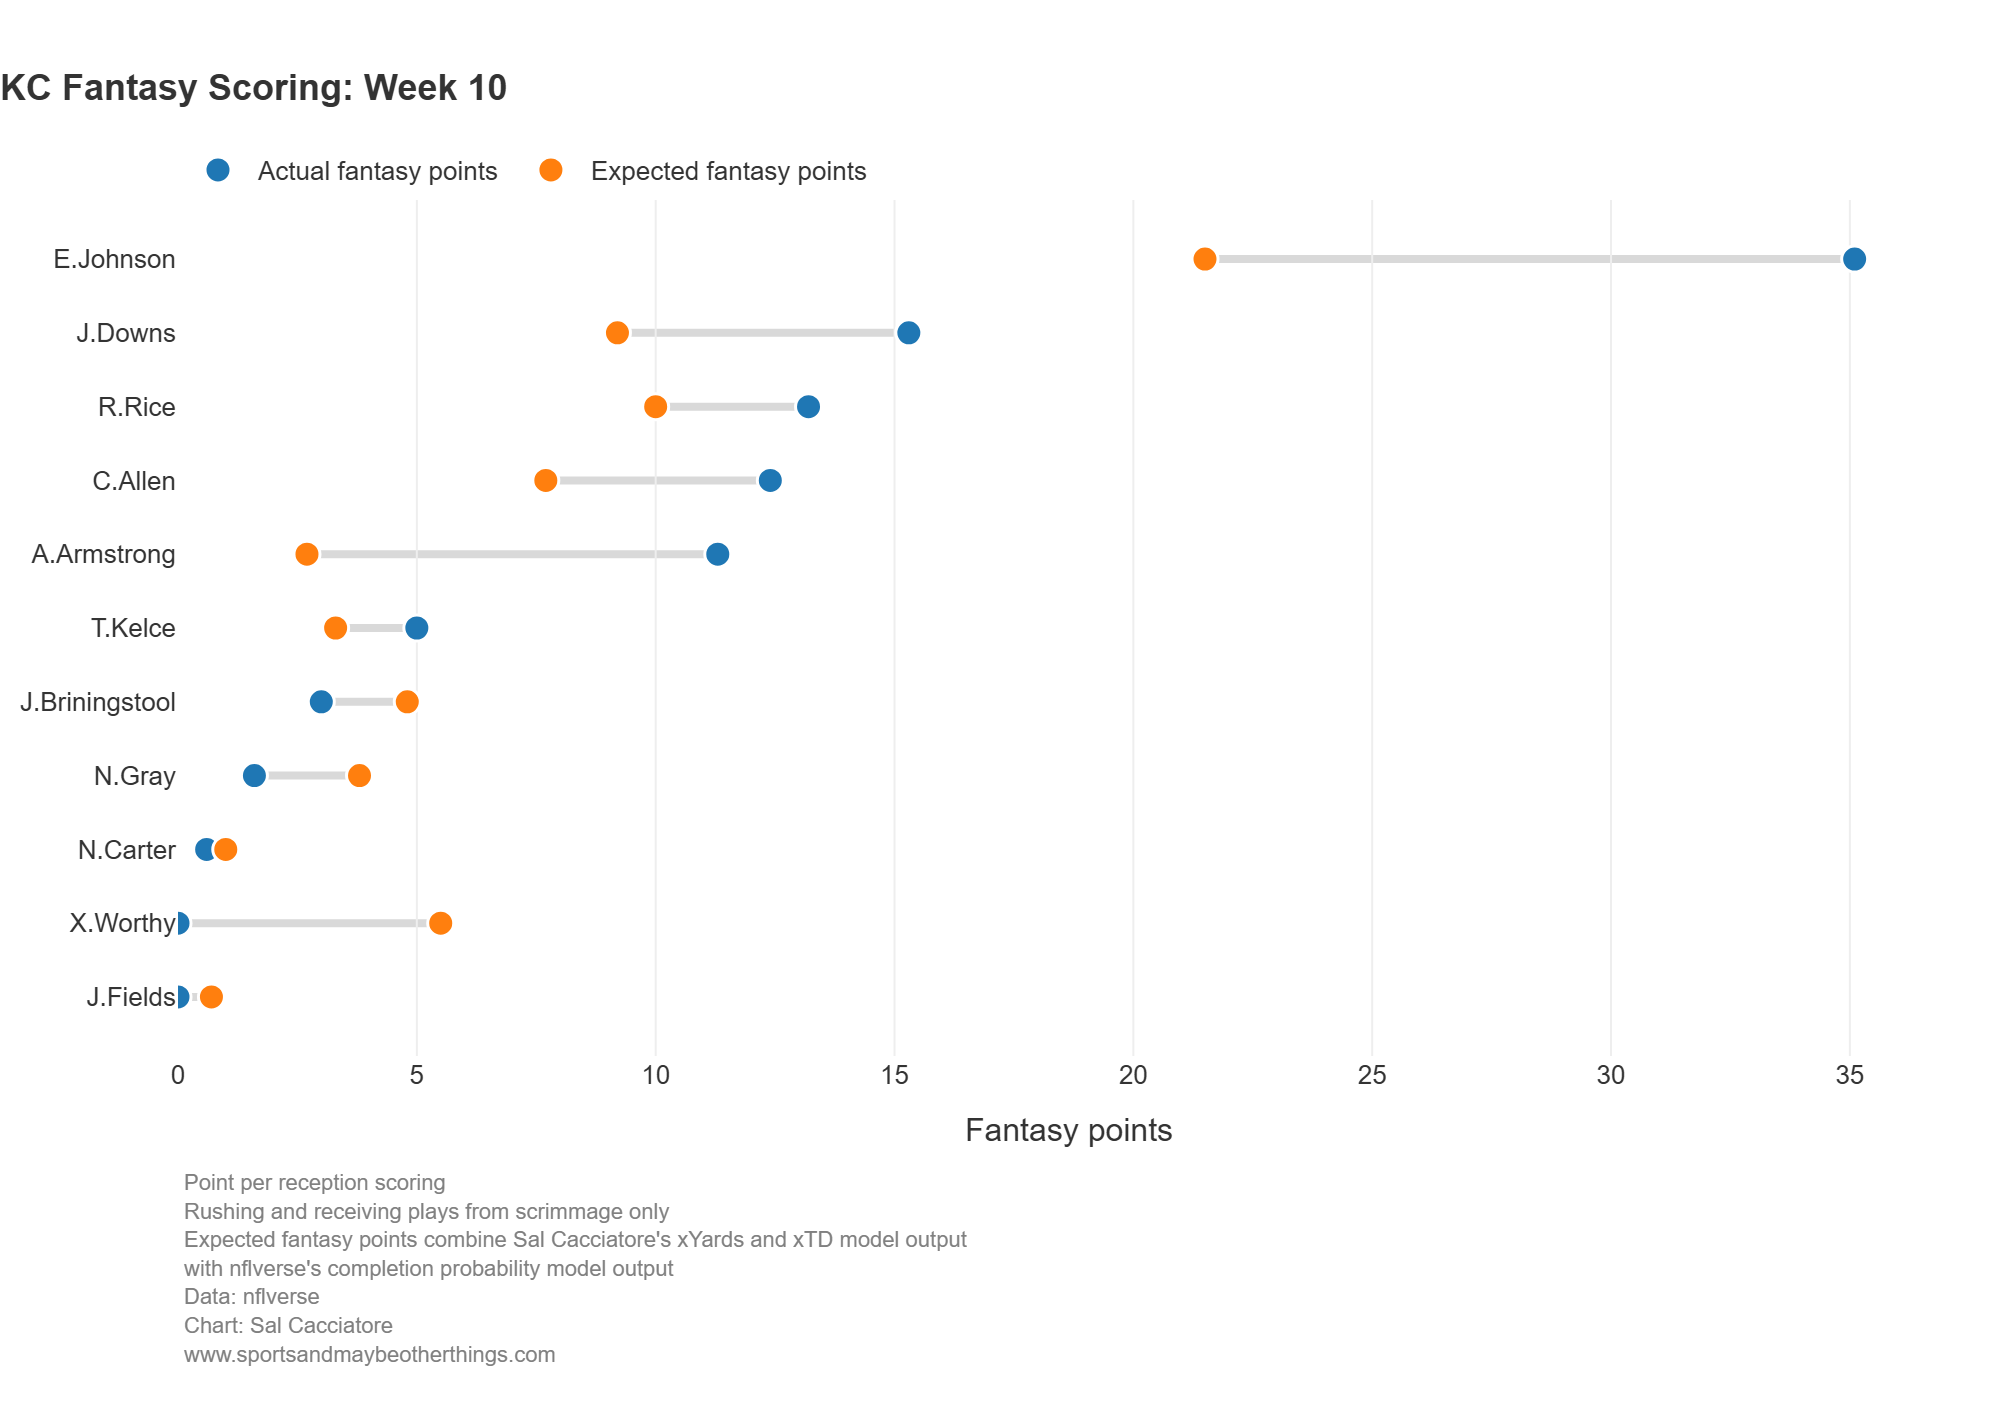 KC Fantasy Scoring: Week 10
Actual fantasy points Expected fantasy points
E.Johnson
J.Downs
R.Rice
C.Allen
A.Armstrong
T.Kelce
J.Briningstool
N.Gray
N.Carter
X.Worthy
J.Fields
0 5 10 15 20 25 30 35
Fantasy points
Point per reception scoring
Rushing and receiving plays from scrimmage only
Expected fantasy points combine Sal Cacciatore's xYards and xTD model output
with nflverse's completion probability model output
Data: nflverse
Chart: Sal Cacciatore
www.sportsandmaybeotherthings.com